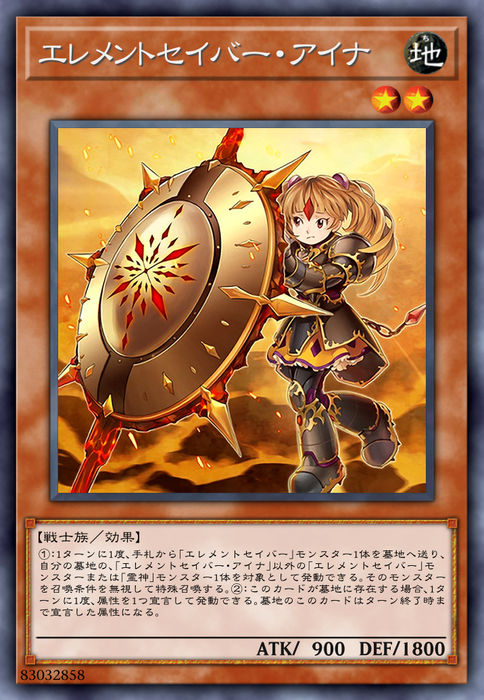 エレメントセイバー・アイナ
ち
地
【戦士族／効果】
①:1ターンに1度、手札から「エレメントセイバー」モンスター1体を墓地へ送り、
自分の墓地の、「エレメントセイバー・アイナ」以外の「エレメントセイバー」モ
ンスターまたは「霊神」モンスター1体を対象として発動できる。そのモンスター
を召喚条件を無視して特殊召喚する。②:このカードが墓地に存在する場合、1タ
ーンに1度、属性を1つ宣言して発動できる。墓地のこのカードはターン終了時ま
で宣言した属性になる。
ATK/ 900 DEF/1800
83032858